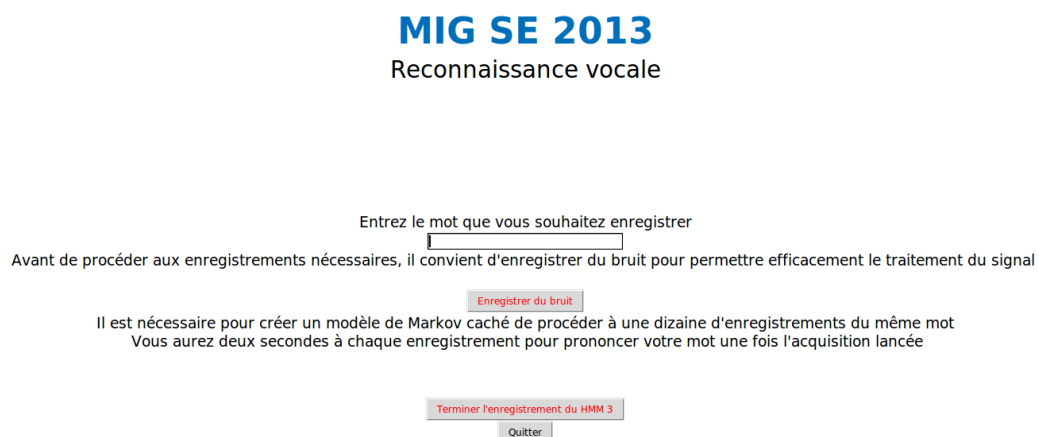 MIG SE 2013
Reconnaissance vocale
Entrez le mot que vous souhaitez enregistrer
Avant de procéder aux enregistrements nécessaires, il convient d'enregistrer du bruit pour permettre efficacement le traitement du signal
Enregistrer du bruit
Il est nécessaire pour créer un modèle de Markov caché de procéder à une dizaine d'enregistrements du même mot
Vous aurez deux secondes à chaque enregistrement pour prononcer votre mot une fois l'acquisition lancée
Terminer l'enregistrement du HMM 3
Quitter